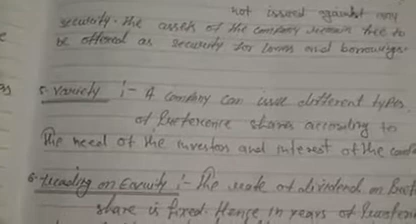 not issued against any
security. The assets of the company remain free to
be offered as security for loans and borrowings
5. Variety :- A company can issue different types
of Preference shares according to
the need of the investors and interest of the
6. Trading on Equity :- The rate of dividend on
share is fixed. Hence in years of